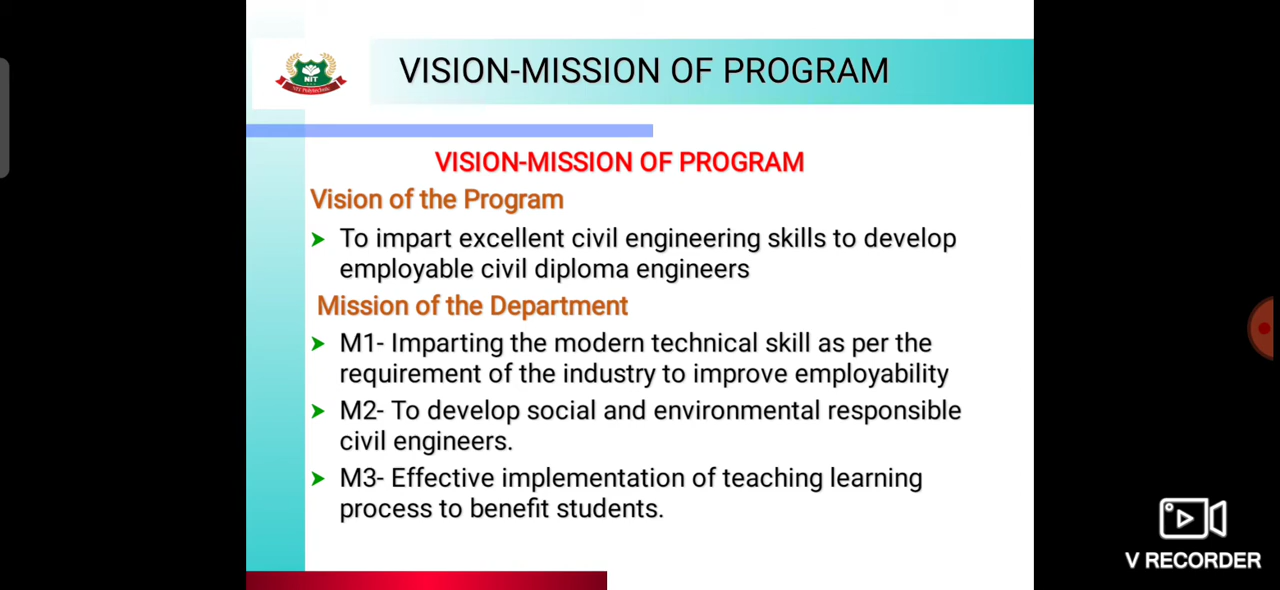 VISION-MISSION OF PROGRAM
NIT
NIT Polytechnic
VISION-MISSION OF PROGRAM
Vision of the Program
To impart excellent civil engineering skills to develop
employable civil diploma engineers
Mission of the Department
M1- Imparting the modern technical skill as per the
requirement of the industry to improve employability
M2- To develop social and environmental responsible
civil engineers.
M3- Effective implementation of teaching learning
process to benefit students.
V RECORDER